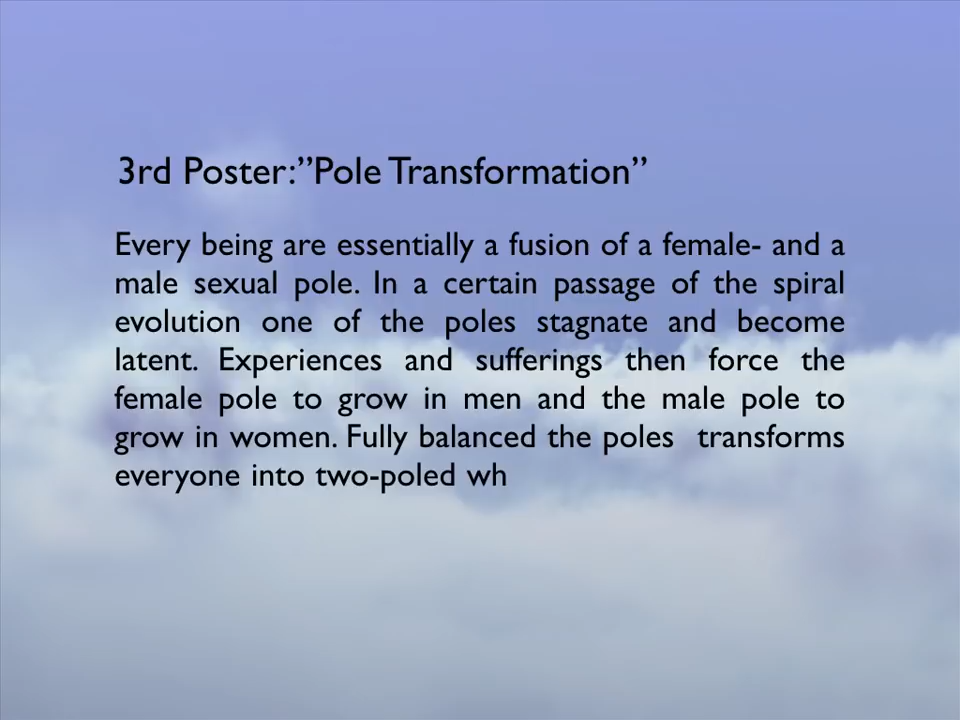 3rd Poster:”Pole Transformation”
Every being are essentially a fusion of a female- and a
male sexual pole. In a certain passage of the spiral
evolution one of the poles stagnate and become
latent. Experiences and sufferings then force the
female pole to grow in men and the male pole to
grow in women. Fully balanced the poles transforms
everyone into two-poled wh